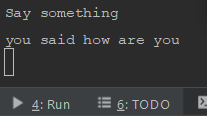 Say something
you said how are you
4: Run 6: TODO